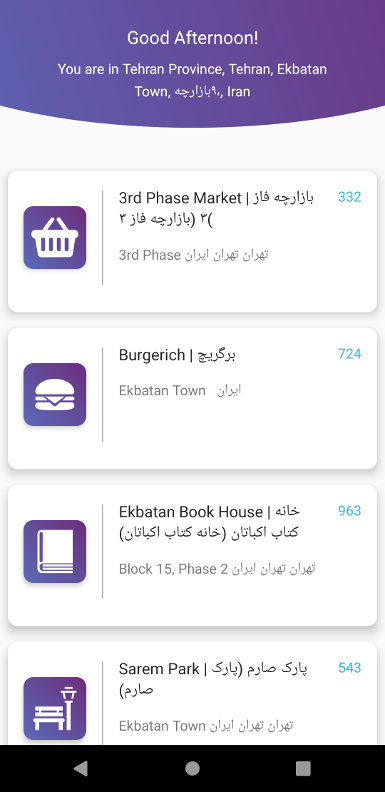 Good Afternoon!
You are in Tehran Province, Tehran, Ekbatan
Town, بازارچه۹،, Iran
3rd Phase Market | بازارچه فاز
۳ (بازارچه فاز ۳(
332
3rd Phase تهران تهران ایران
Burgerich | برگریچ
724
Ekbatan Town ایران
Ekbatan Book House | خانه
کتاب اکباتان (خانه کتاب اکباتان)
963
Block 15, Phase 2 تهران تهران ایران
Sarem Park | پارک صارم (پارک
صارم)
543
Ekbatan Town تهران تهران ایران